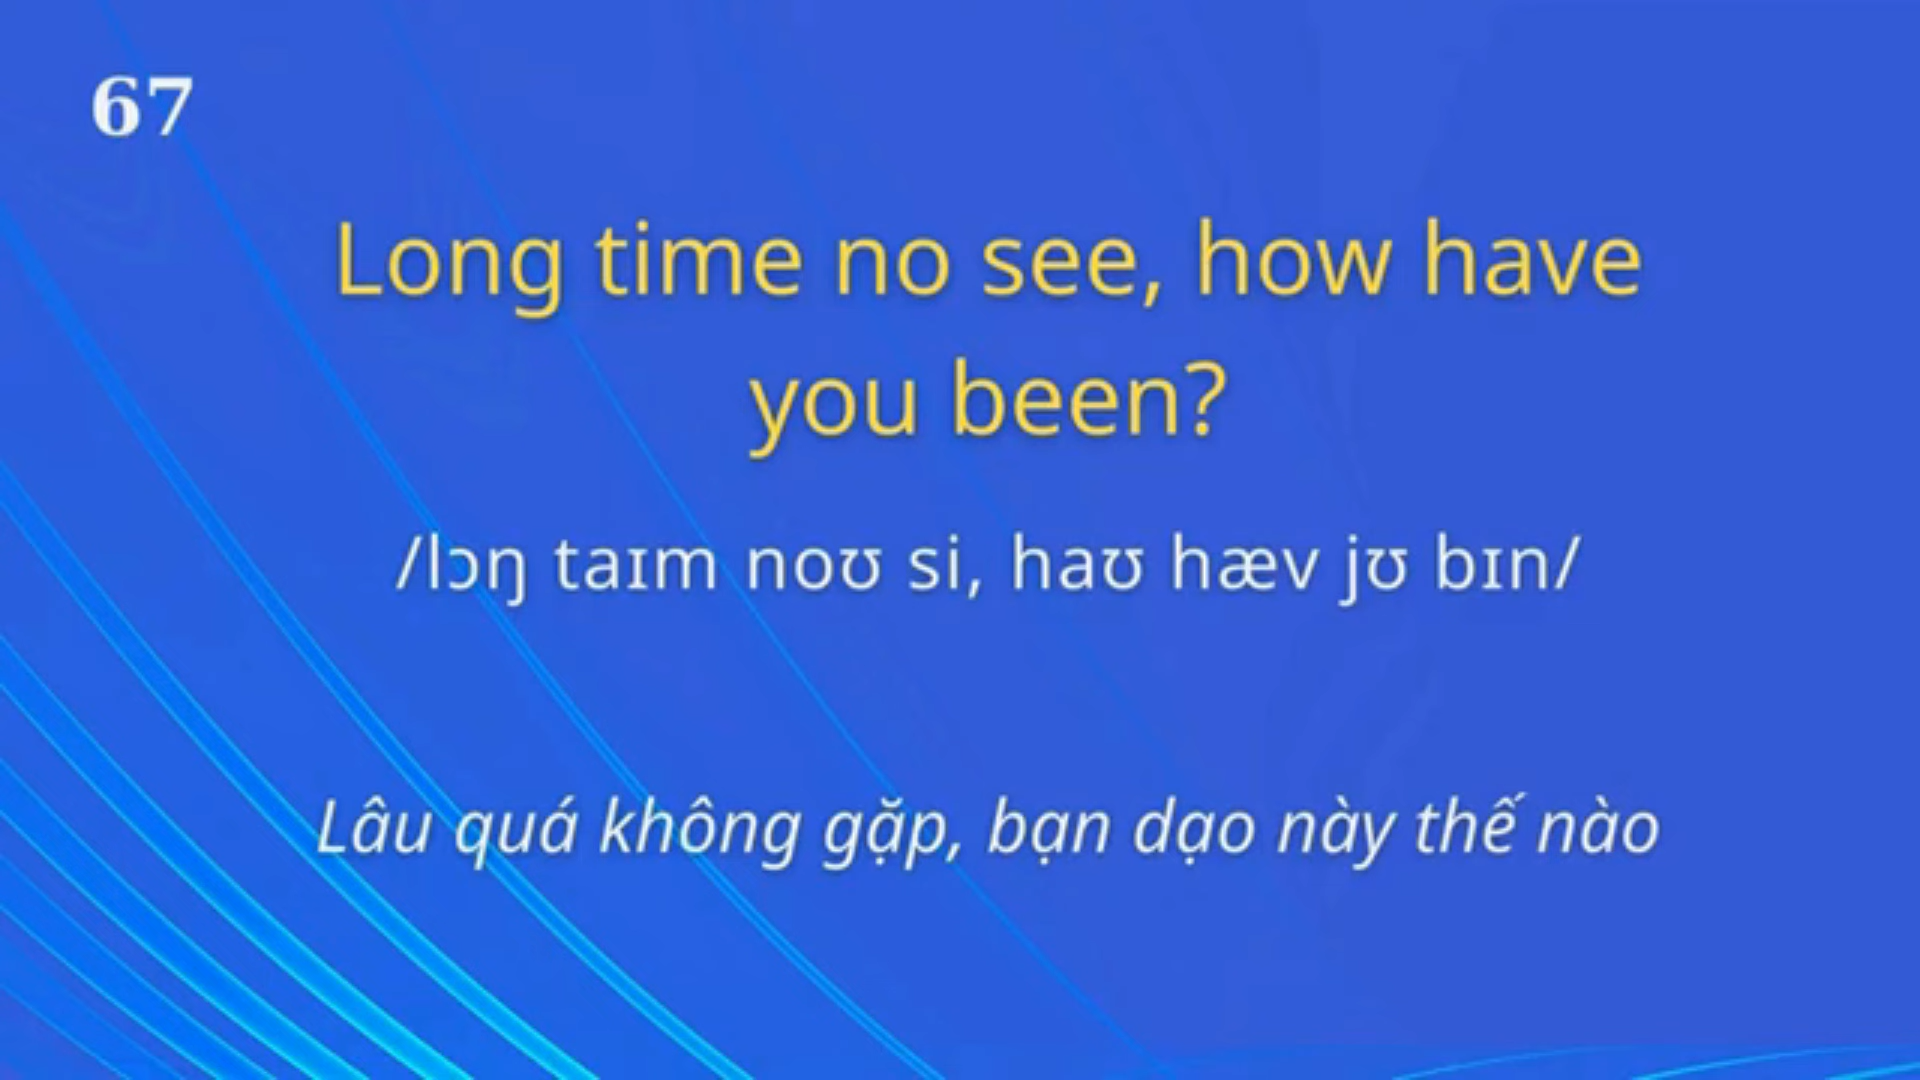 67
Long time no see, how have
you been?
/lɔŋ taɪm noʊ si, haʊ hæv jʊ bɪn/
Lâu quá không gặp, bạn dạo này thế nào